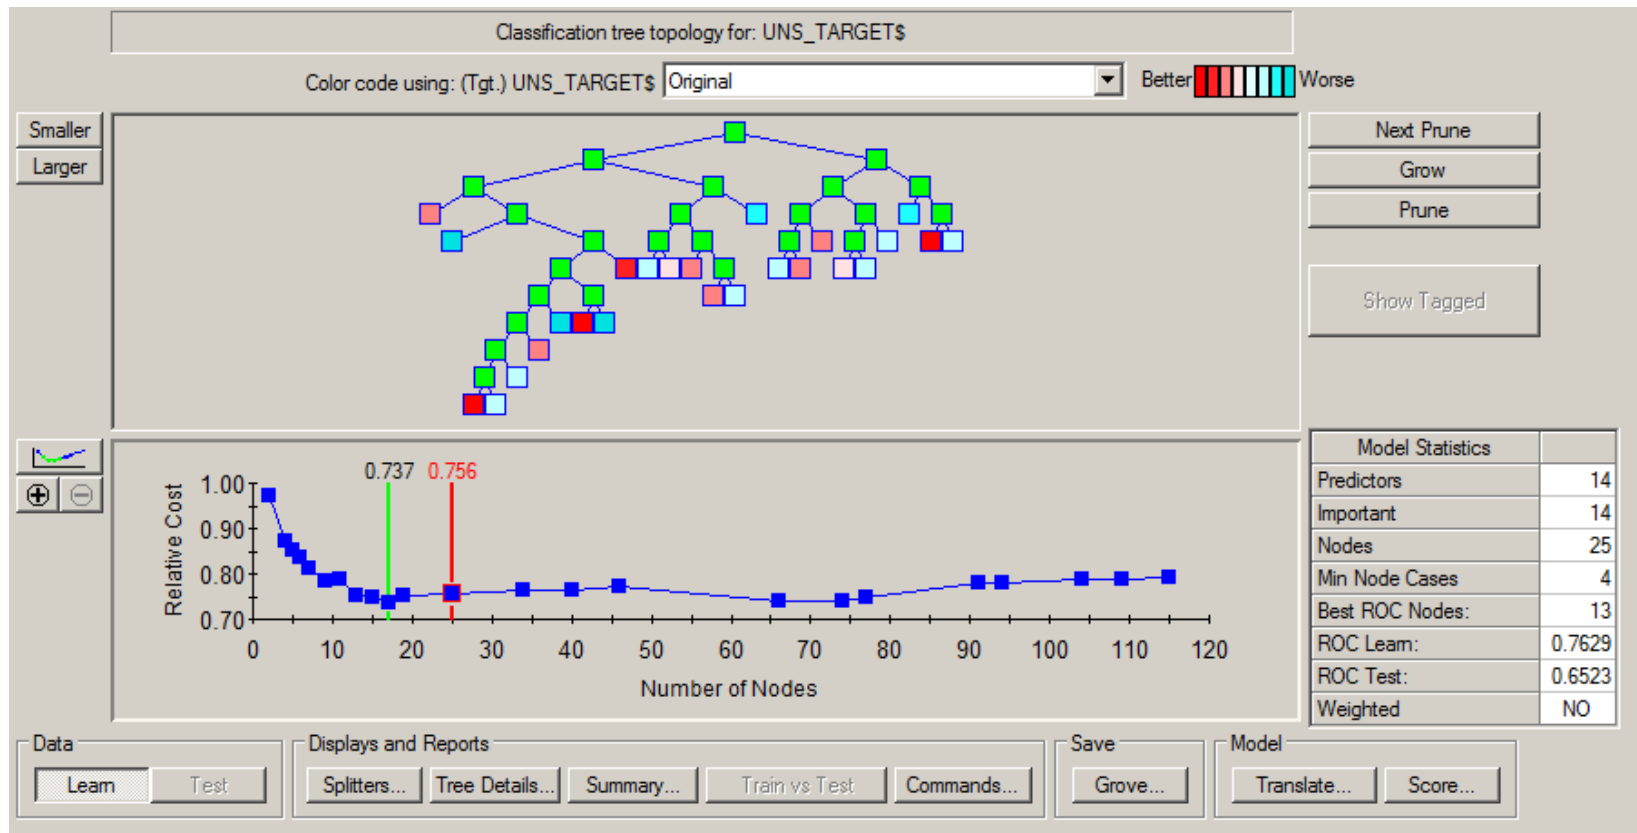 Classification tree topology for: UNS_TARGET$
Color code using: (Tgt.) UNS_TARGET$ Original Better Worse
Smaller
Larger
Next Prune
Grow
Prune
Show Tagged
0.737 0.756
1.00
0.90
0.80
0.70
Relative Cost
0 10 20 30 40 50 60 70 80 90 100 110 120
Number of Nodes
Model Statistics
Predictors 14
Important 14
Nodes 25
Min Node Cases 4
Best ROC Nodes: 13
ROC Learn: 0.7629
ROC Test: 0.6523
Weighted NO
Data
Learn Test
Displays and Reports
Splitters... Tree Details... Summary... Train vs Test Commands...
Save
Grove...
Model
Translate... Score...